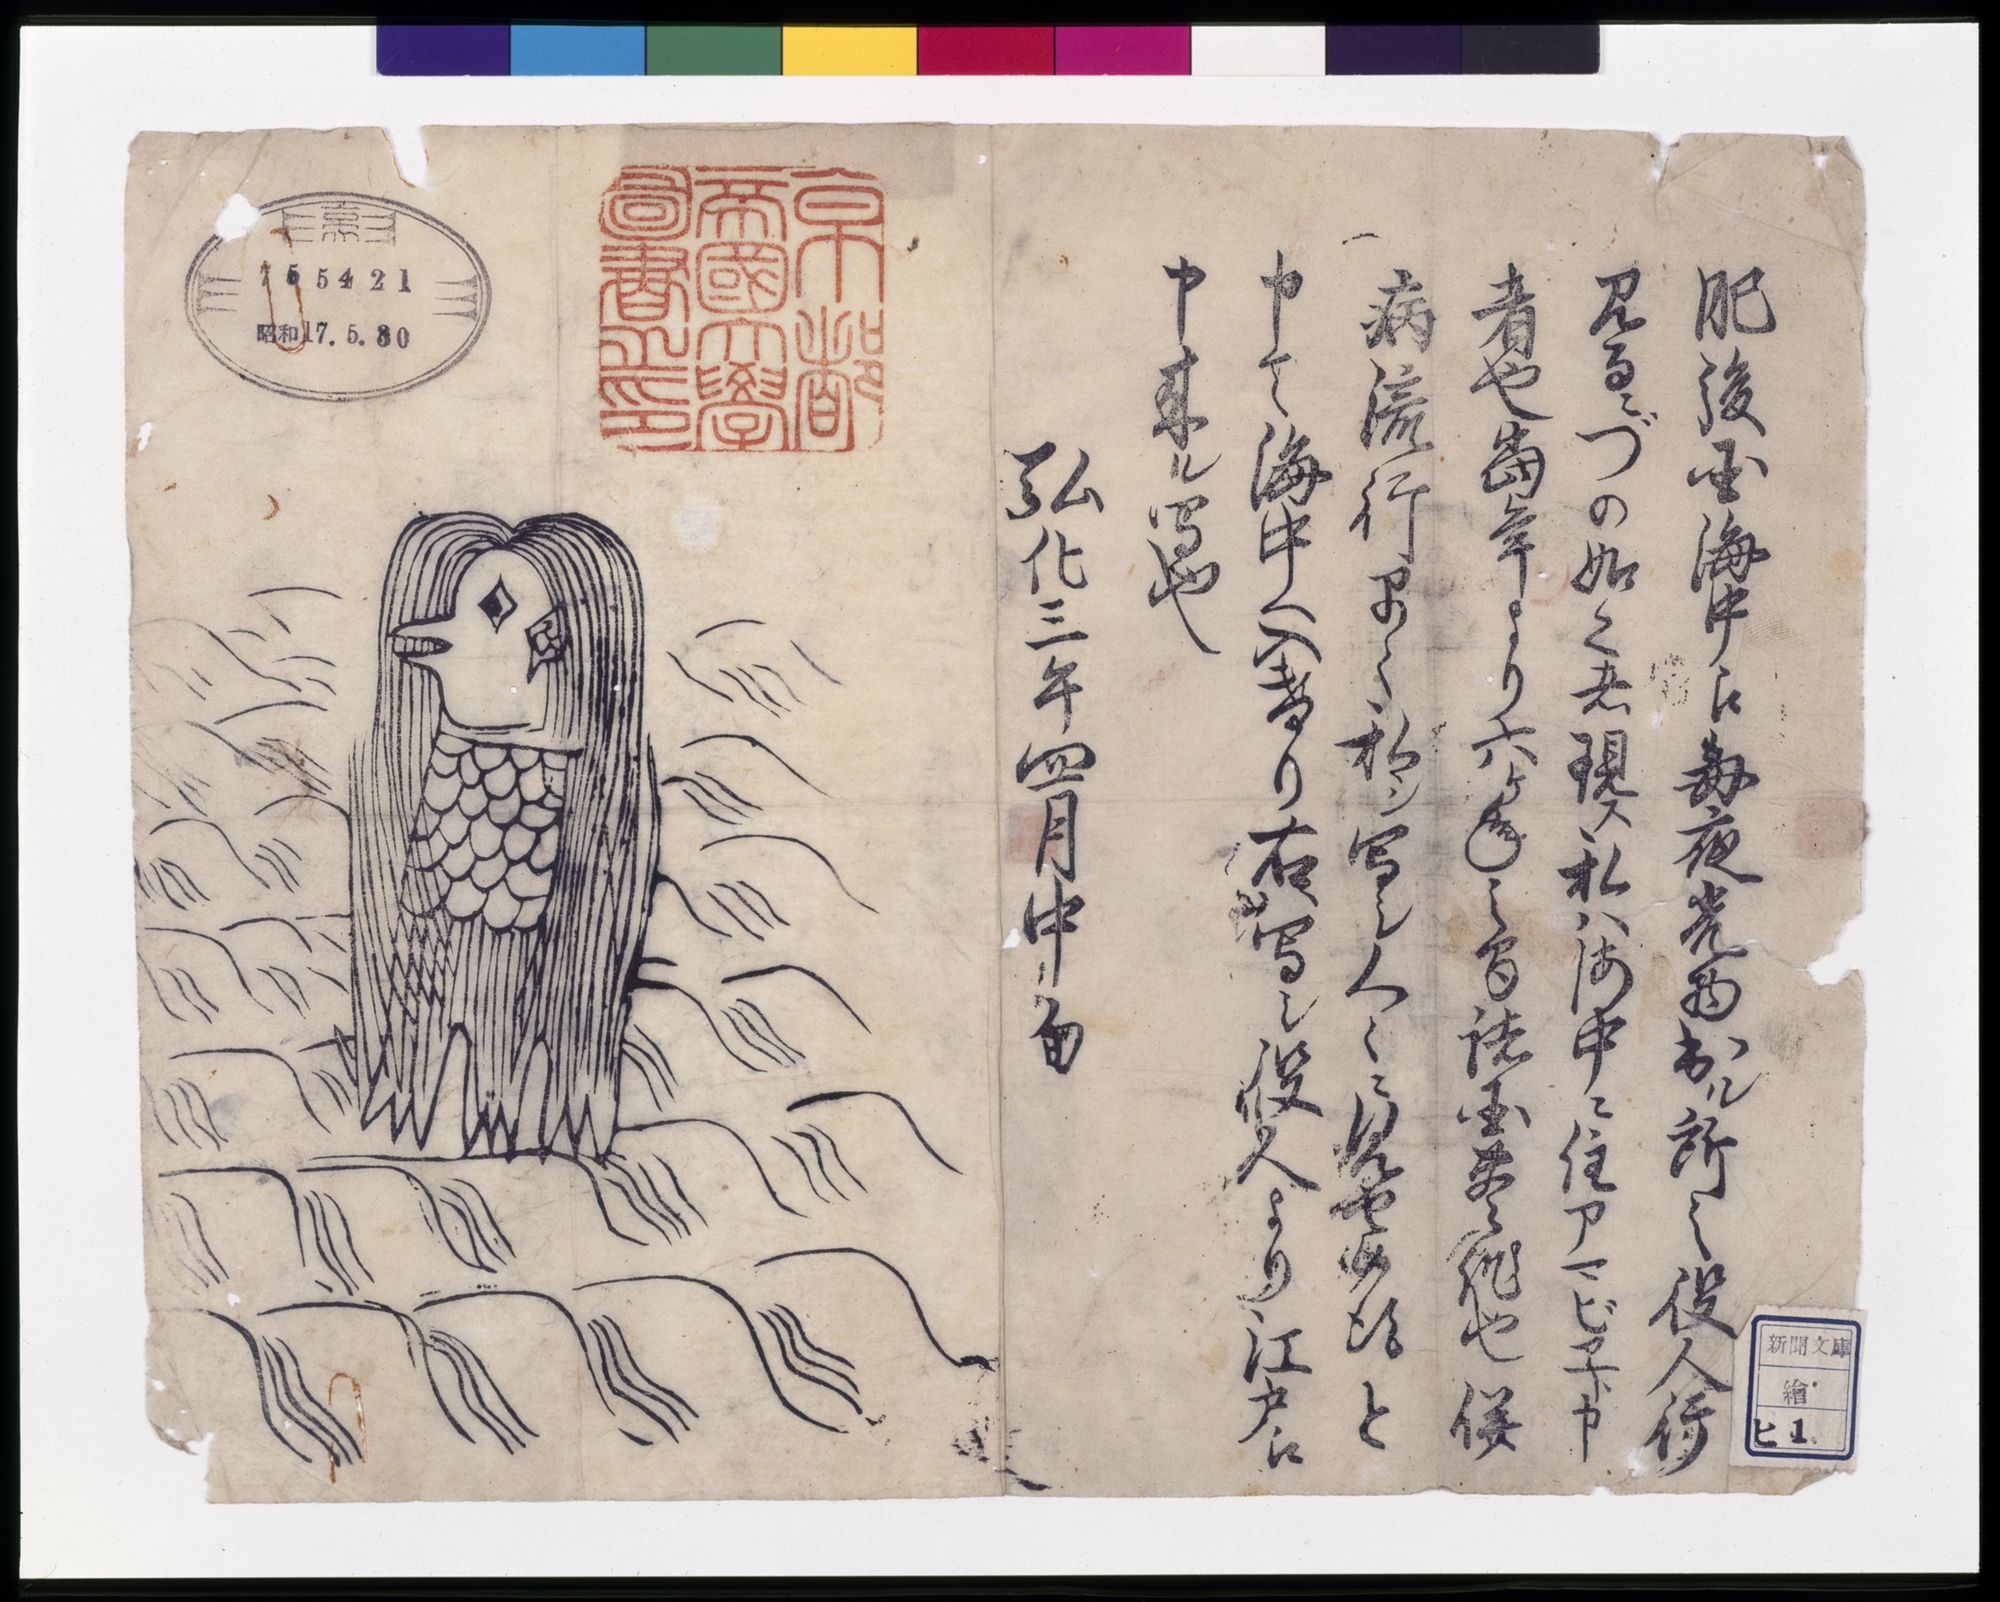 肥後国海中江毎夜光物出ル所之役人行
見るニづの如く者現ス私ハ海中ニ住アマビヱト申
者也當年より六ヶ年之間諸国豊作也併
病流行早々私ヲ写シ人々ニ見セ候得と
申て海中へ入けり右写シ役人より江戸江
申来ル写也
弘化三年四月中旬
京都
帝國大學
圖書之印
755421
昭和17.5.30
新聞文庫
繪
ヒ 1